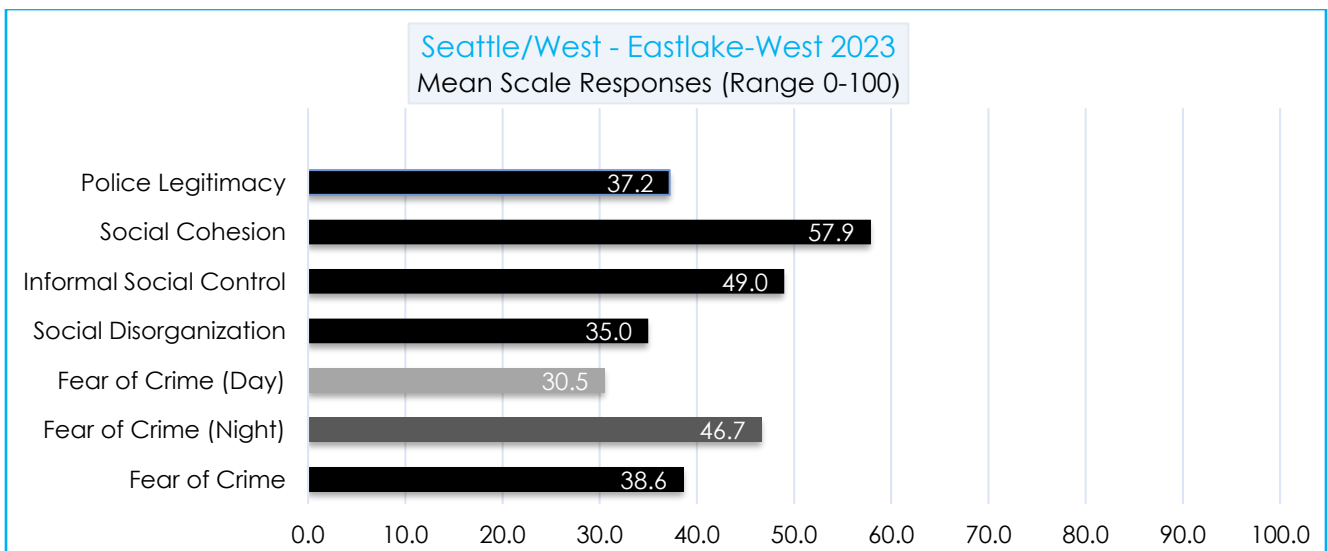 Seattle/West - Eastlake-West 2023
Mean Scale Responses (Range 0-100)
Police Legitimacy 37.2
Social Cohesion 57.9
Informal Social Control 49.0
Social Disorganization 35.0
Fear of Crime (Day) 30.5
Fear of Crime (Night) 46.7
Fear of Crime 38.6
0.0 10.0 20.0 30.0 40.0 50.0 60.0 70.0 80.0 90.0 100.0